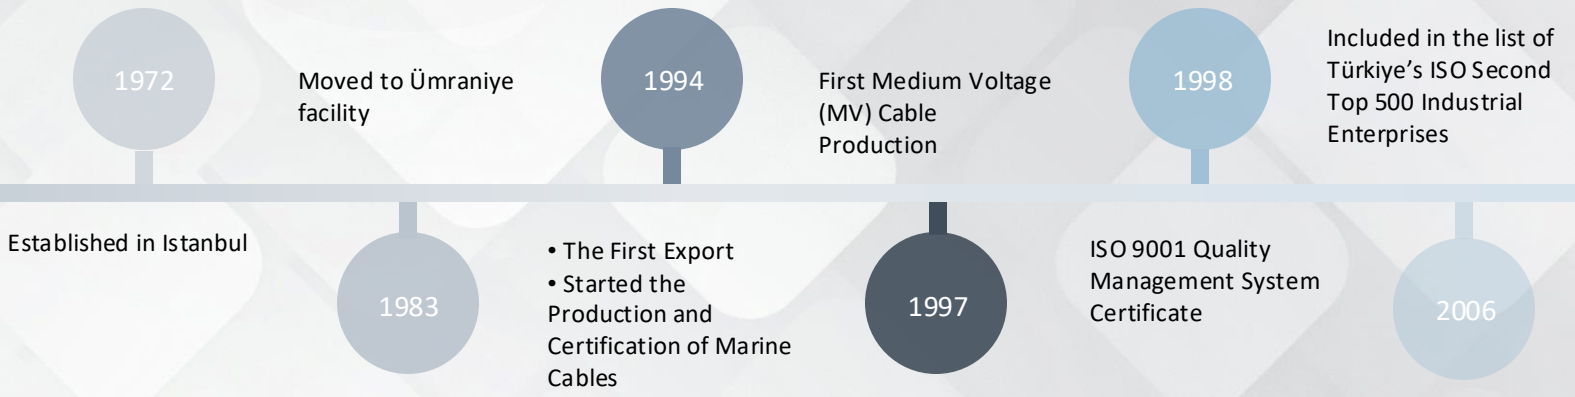 1972
Established in Istanbul
Moved to Ümraniye
facility
1983
1994
• The First Export
• Started the
Production and
Certification of Marine
Cables
First Medium Voltage
(MV) Cable
Production
1997
1998
ISO 9001 Quality
Management System
Certificate
Included in the list of
Türkiye’s ISO Second
Top 500 Industrial
Enterprises
2006